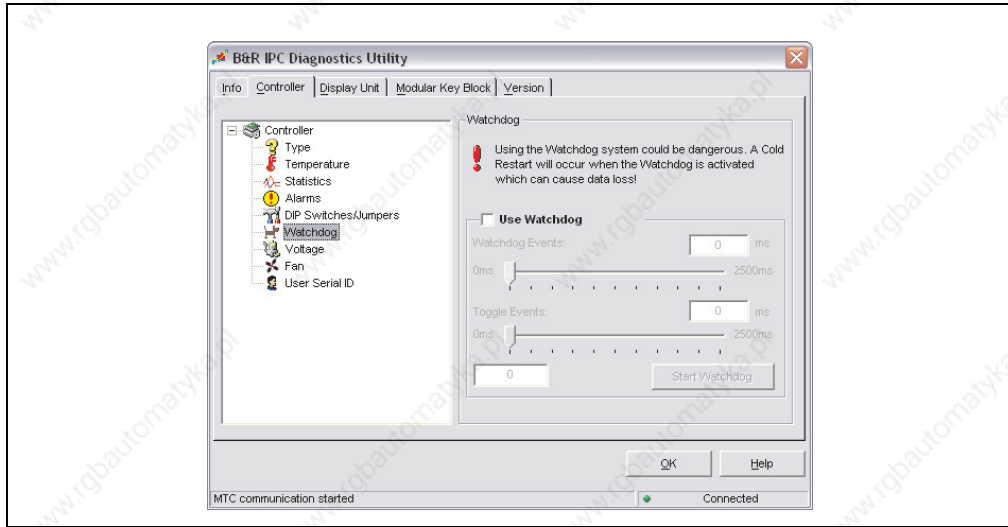 B&R IPC Diagnostics Utility
Info Controller Display Unit Modular Key Block Version
Controller
Type
Temperature
Statistics
Alarms
DIP Switches/Jumpers
Watchdog
Voltage
Fan
User Serial ID
Watchdog
Using the Watchdog system could be dangerous. A Cold
Restart will occur when the Watchdog is activated
which can cause data loss!
Use Watchdog
Watchdog Events: 0 ms
0ms 2500ms
Toggle Events: 0 ms
0ms 2500ms
0 Start Watchdog
OK Help
MTC communication started Connected
www.rgbautomatyka.pl